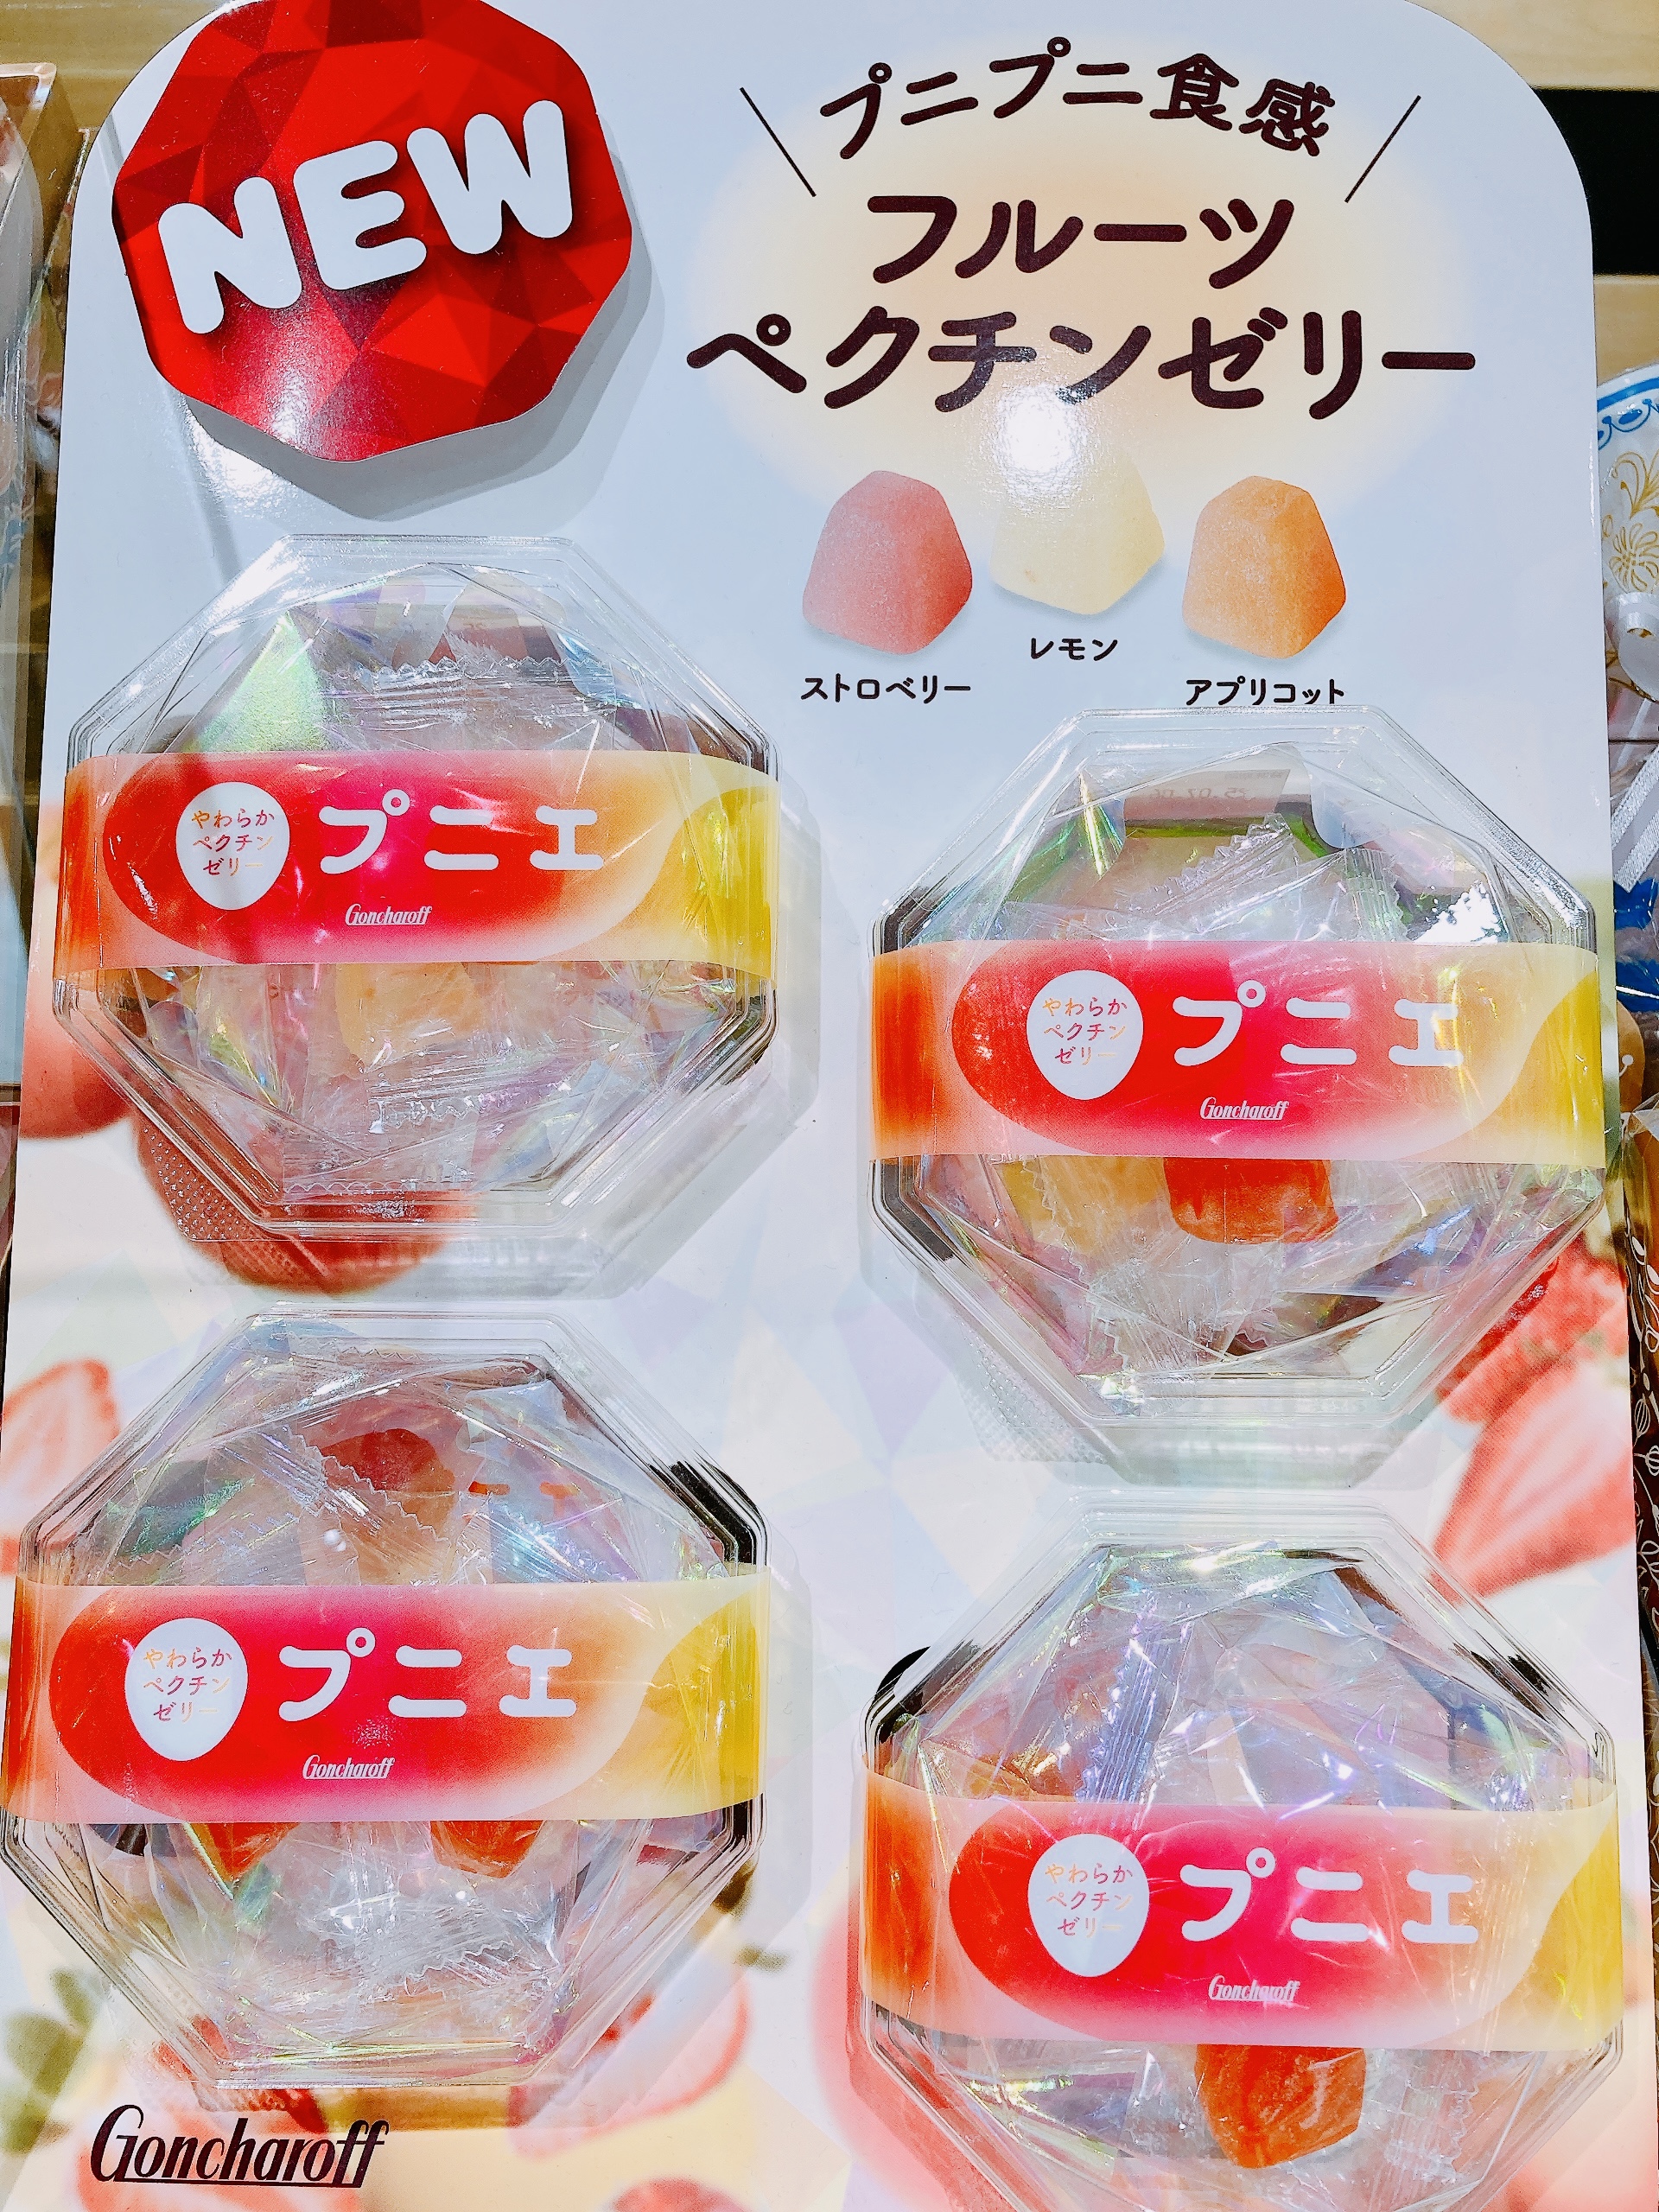 NEW
プニプニ食感
フルーツ
ペクチンゼリー
ストロベリー
レモン
アプリコット
やわらか
ペクチン
ゼリー
プニエ
Goncharoff
やわらか
ペクチン
ゼリー
プニエ
Goncharoff
やわらか
ペクチン
ゼリー
プニエ
Goncharoff
やわらか
ペクチン
ゼリー
プニエ
Goncharoff
Goncharoff